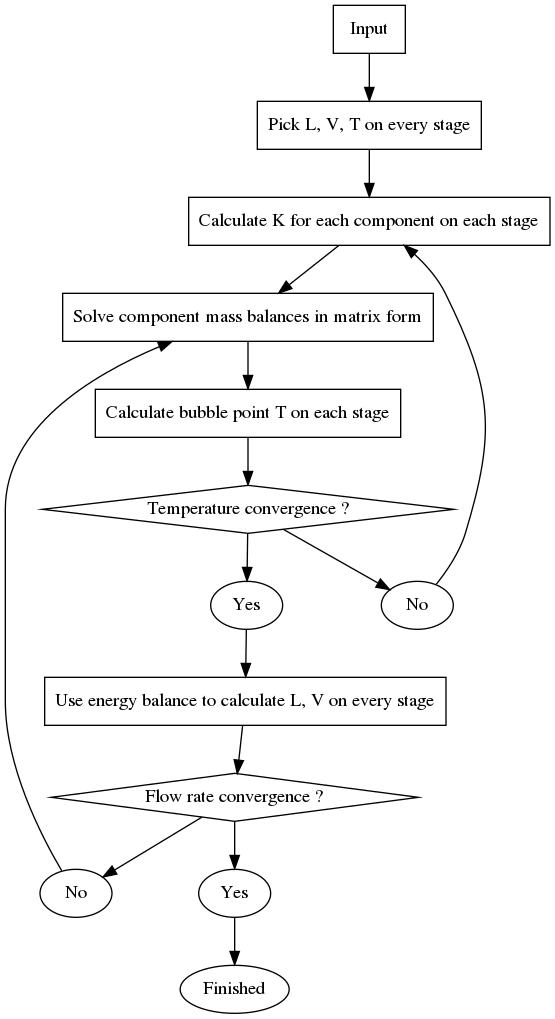 Input
Pick L, V, T on every stage
Calculate K for each component on each stage
Solve component mass balances in matrix form
Calculate bubble point T on each stage
Temperature convergence ?
Yes
No
Use energy balance to calculate L, V on every stage
Flow rate convergence ?
No
Yes
Finished